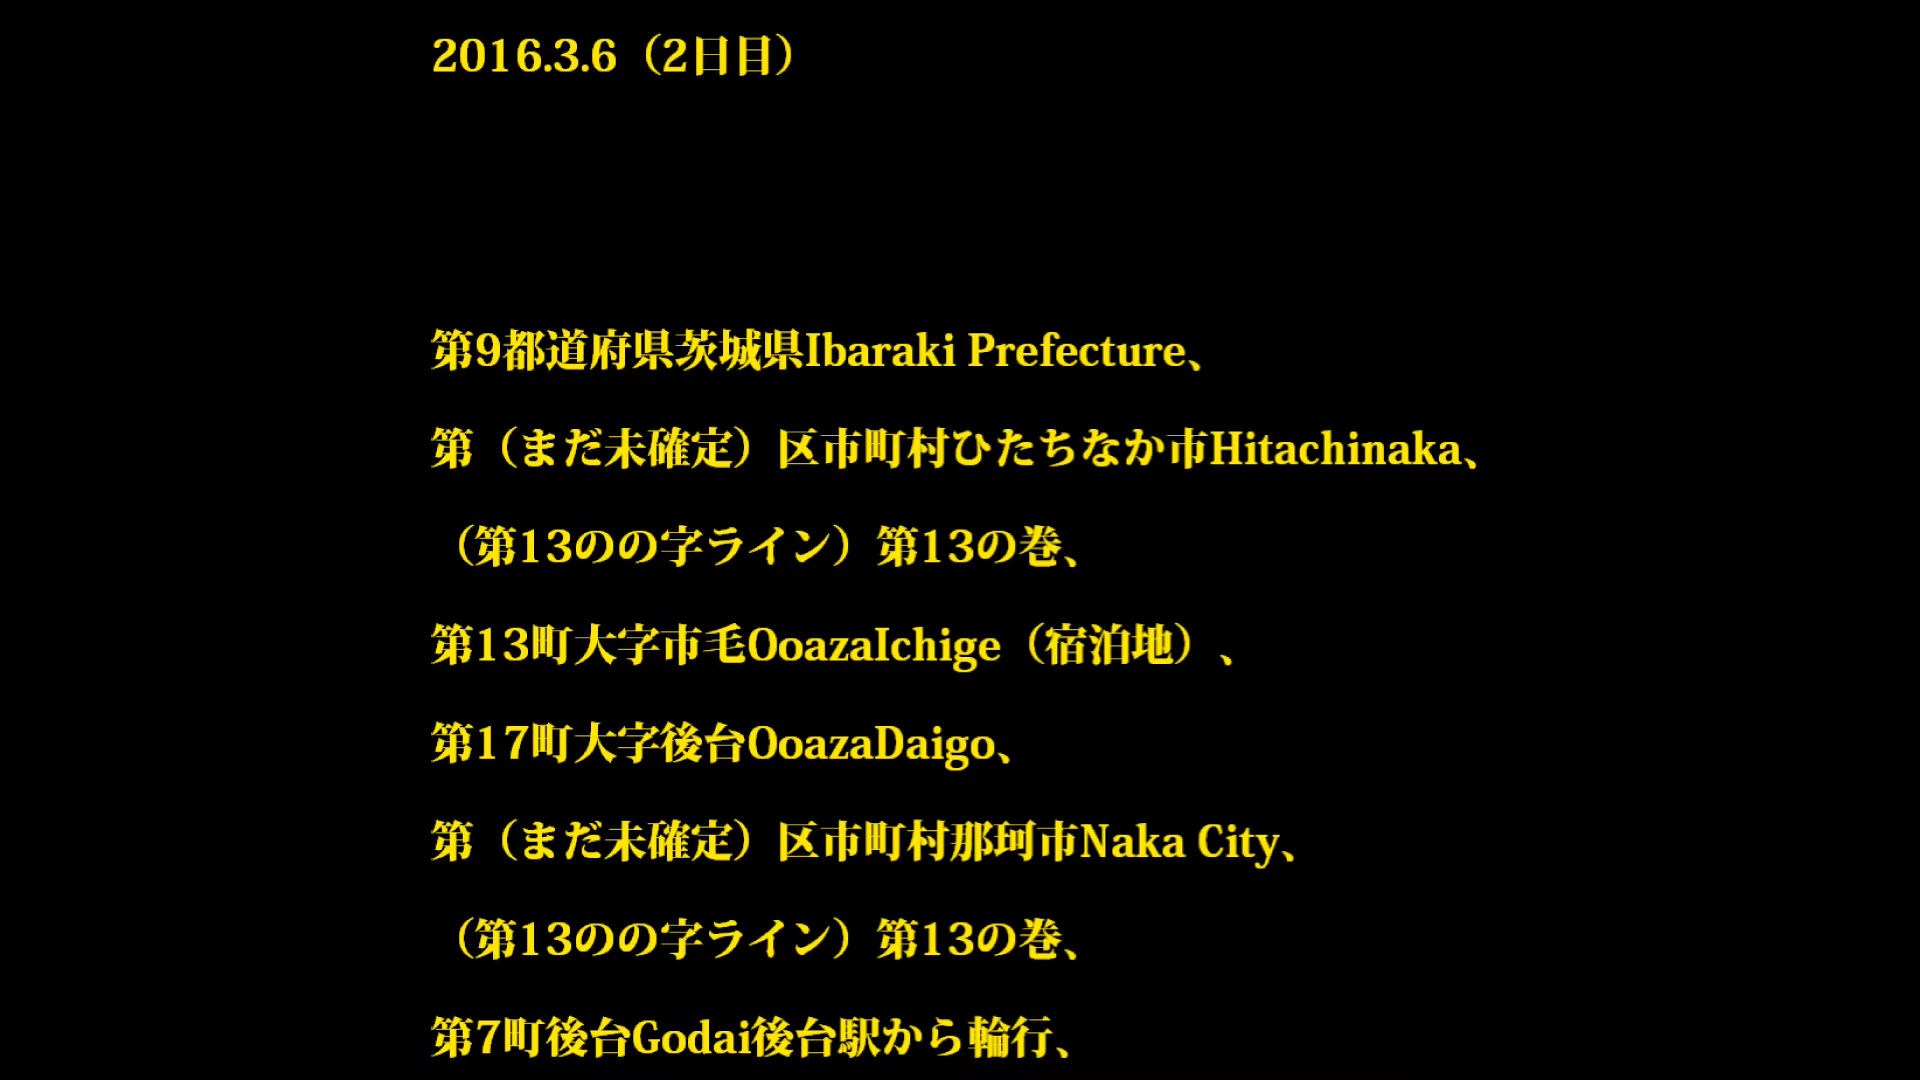 2016.3.6（2日目）
第9都道府県茨城県Ibaraki Prefecture、
第（まだ未確定）区市町村ひたちなか市Hitachinaka、
（第13のの字ライン）第13の巻、
第13町大字市毛OoazaIchige（宿泊地）、
第17町大字後台OoazaDaigo、
第（まだ未確定）区市町村那珂市Naka City、
（第13のの字ライン）第13の巻、
第7町後台Godai後台駅から輪行、